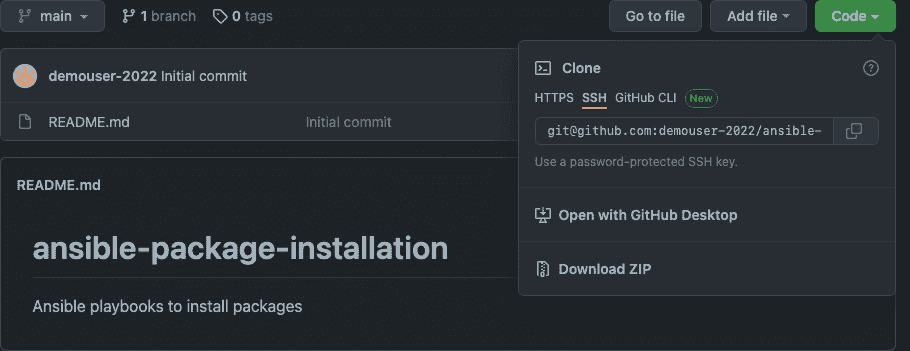 main 1 branch 0 tags Go to file Add file Code
demouser-2022 Initial commit
README.md Initial commit
README.md
ansible-package-installation
Ansible playbooks to install packages
Clone
HTTPS SSH GitHub CLI New
git@github.com:demouser-2022/ansible-
Use a password-protected SSH key.
Open with GitHub Desktop
Download ZIP